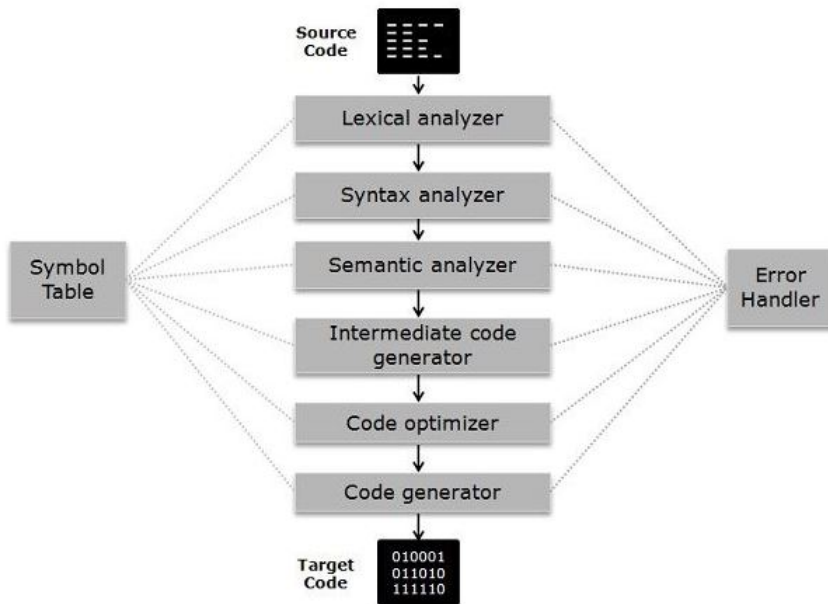 Source
Code
Lexical analyzer
Syntax analyzer
Semantic analyzer
Symbol
Table
Error
Handler
Intermediate code
generator
Code optimizer
Code generator
Target
Code
010001
011010
111110